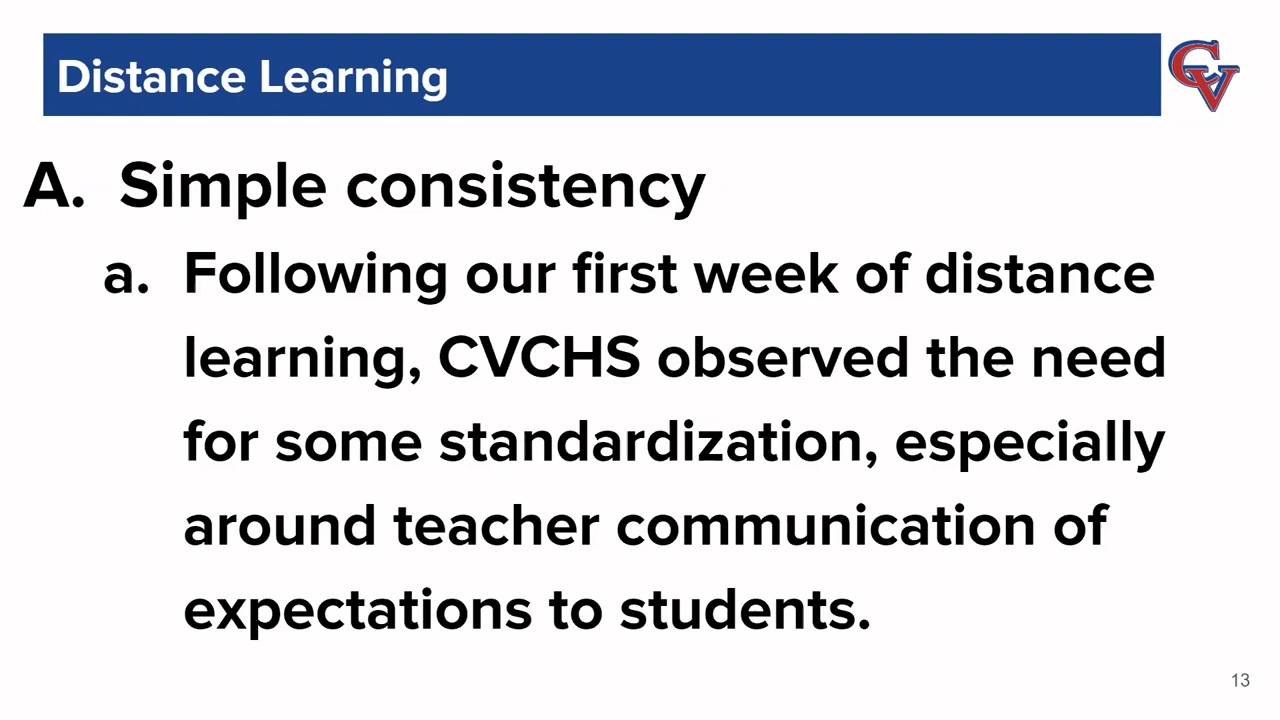 Distance Learning
CV
A. Simple consistency
a. Following our first week of distance
learning, CVCHS observed the need
for some standardization, especially
around teacher communication of
expectations to students.
13